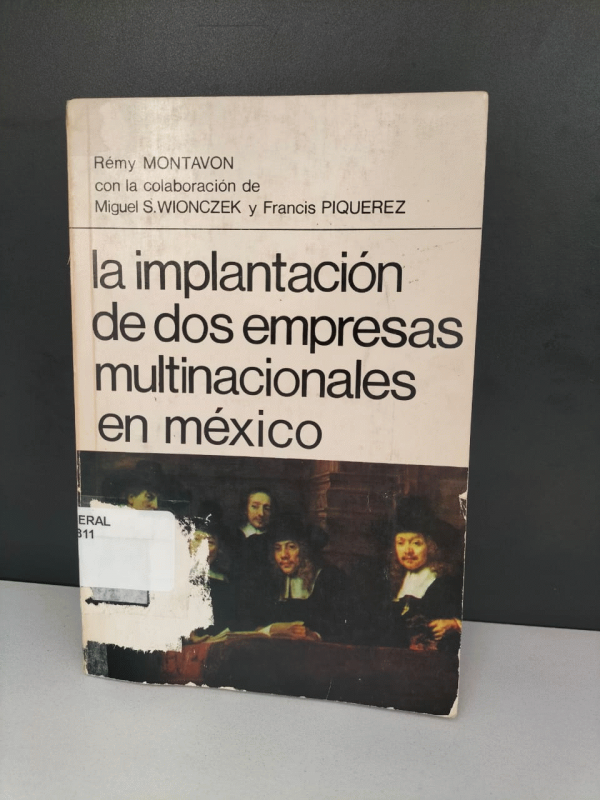 Rémy MONTAVON
con la colaboración de
Miguel S. WIONCZEK y Francis PIQUEREZ
la implantación
de dos empresas
multinacionales
en méxico
ERAL
311